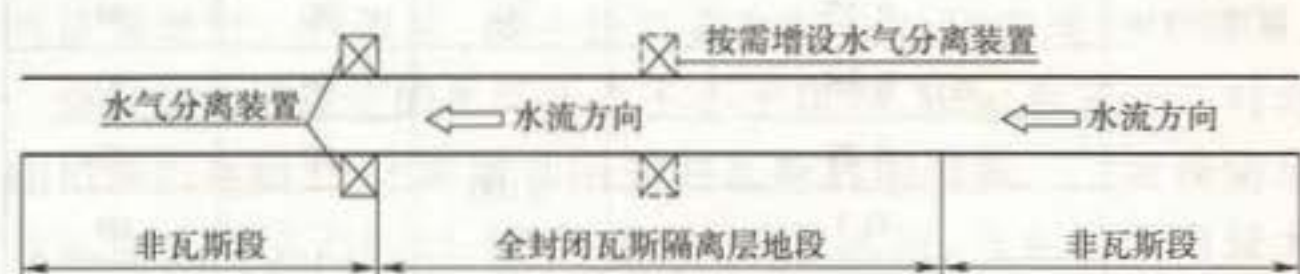 按需增设水气分离装置
水气分离装置
水流方向
水流方向
非瓦斯段
全封闭瓦斯隔离层地段
非瓦斯段